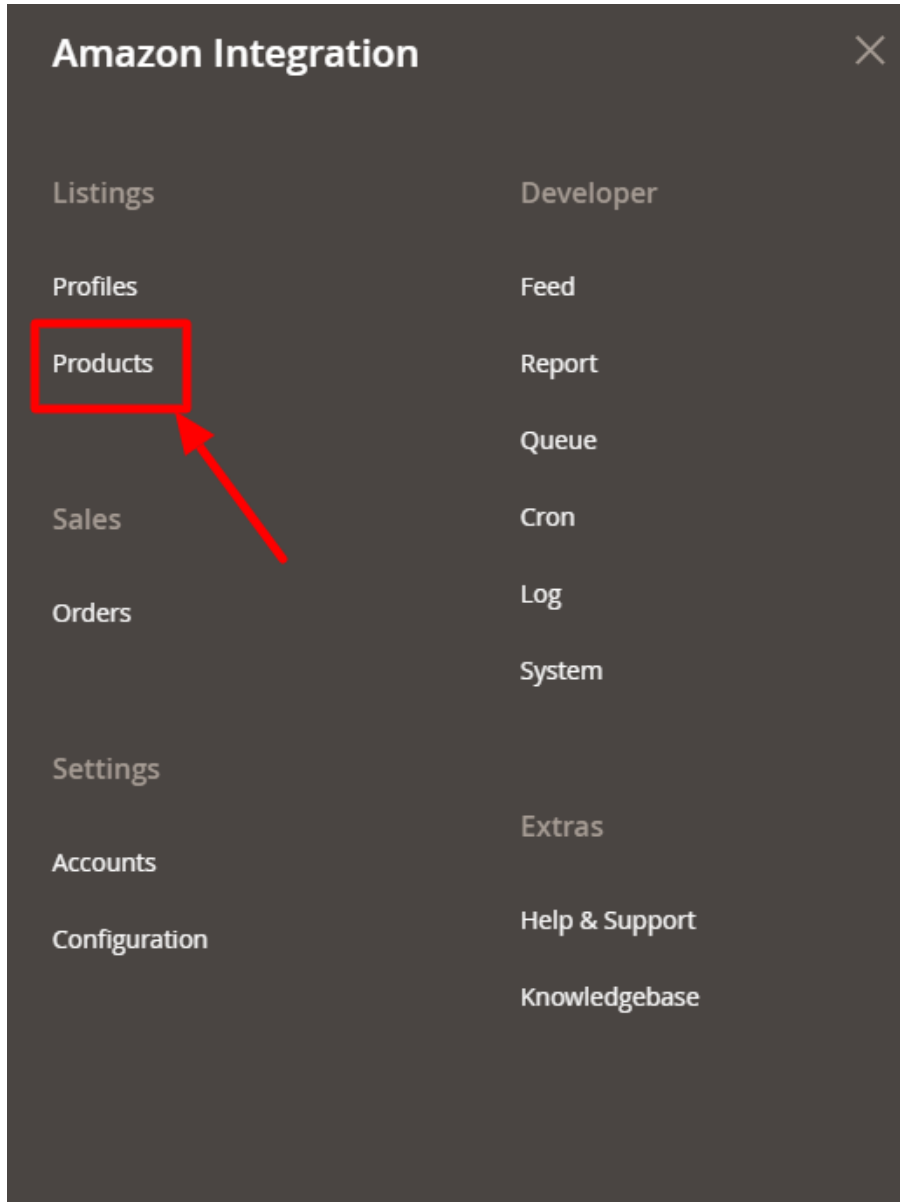 Amazon Integration
Listings
Profiles
Products
Sales
Orders
Settings
Accounts
Configuration
Developer
Feed
Report
Queue
Cron
Log
System
Extras
Help & Support
Knowledgebase